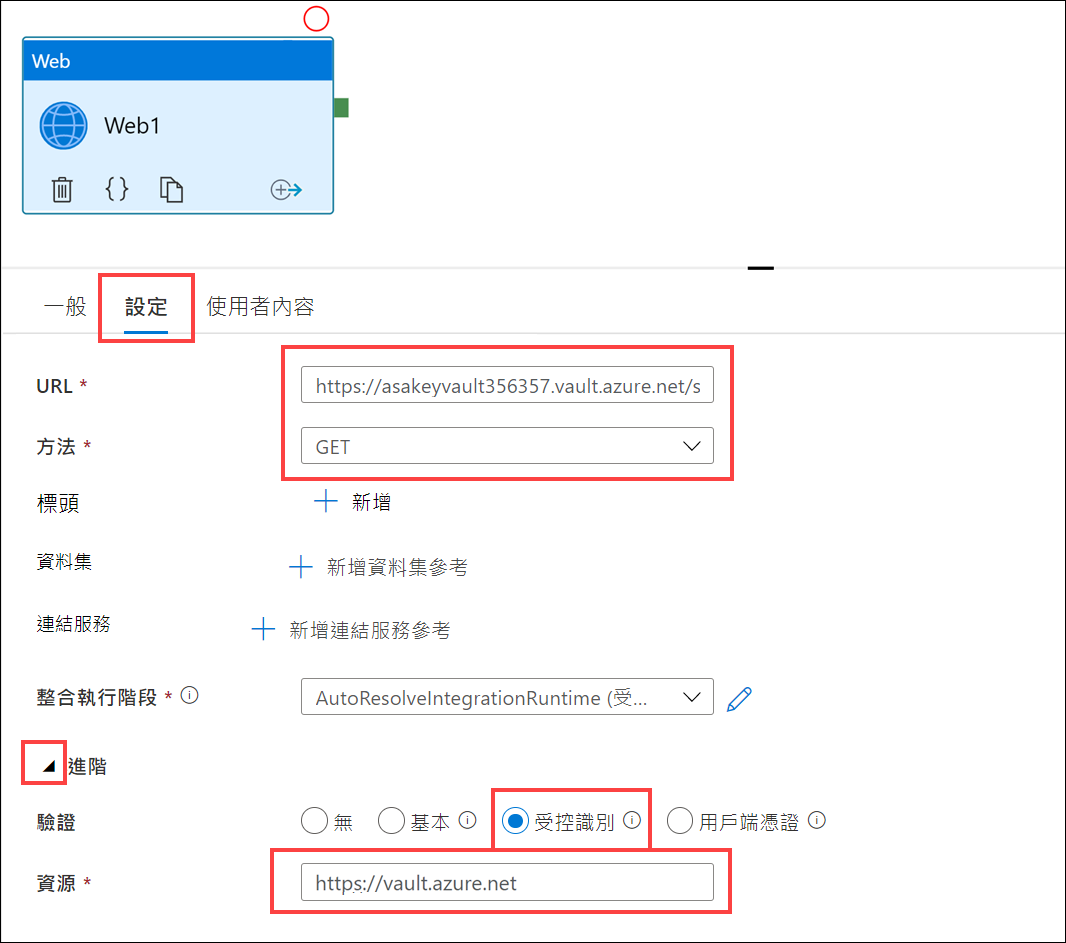 Web
Web1
一般 設定 使用者內容
URL * https://asakeyvault356357.vault.azure.net/s
方法 * GET
標頭 新增
資料集 新增資料集參考
連結服務 新增連結服務參考
整合執行階段 * AutoResolveIntegrationRuntime (受...
進階
驗證 無 基本 受控識別 用戶端憑證
資源 * https://vault.azure.net